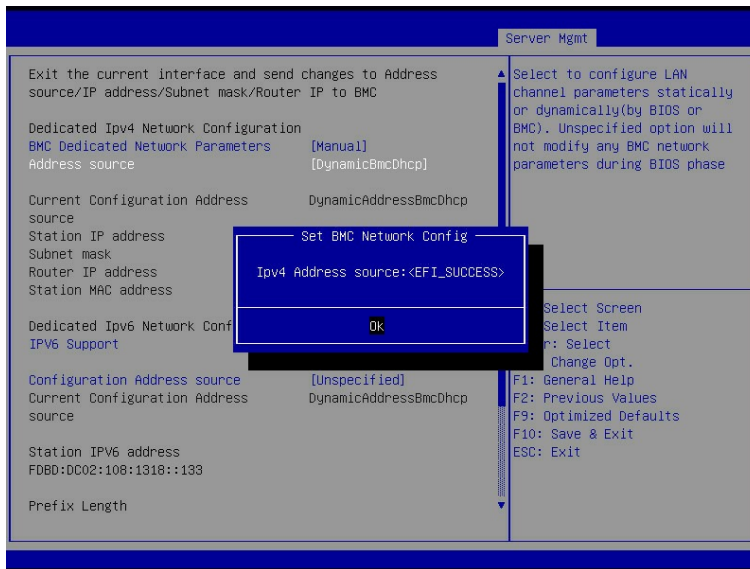 Server Mgmt
Exit the current interface and send changes to Address
source/IP address/Subnet mask/Router IP to BMC
Dedicated Ipv4 Network Configuration
BMC Dedicated Network Parameters [Manual]
Address source [DynamicBmcDhcp]
Current Configuration Address DynamicAddressBmcDhcp
source
Station IP address
Subnet mask
Router IP address
Station MAC address
Dedicated Ipv6 Network Conf
IPV6 Support
Configuration Address source [Unspecified]
Current Configuration Address DynamicAddressBmcDhcp
source
Station IPV6 address
FDBD:DC02:108:1318::133
Prefix Length
Set BMC Network Config
Ipv4 Address source:<EFI_SUCCESS>
Ok
Select to configure LAN
channel parameters statically
or dynamically(by BIOS or
BMC). Unspecified option will
not modify any BMC network
parameters during BIOS phase
Select Screen
Select Item
r: Select
Change Opt.
F1: General Help
F2: Previous Values
F9: Optimized Defaults
F10: Save & Exit
ESC: Exit